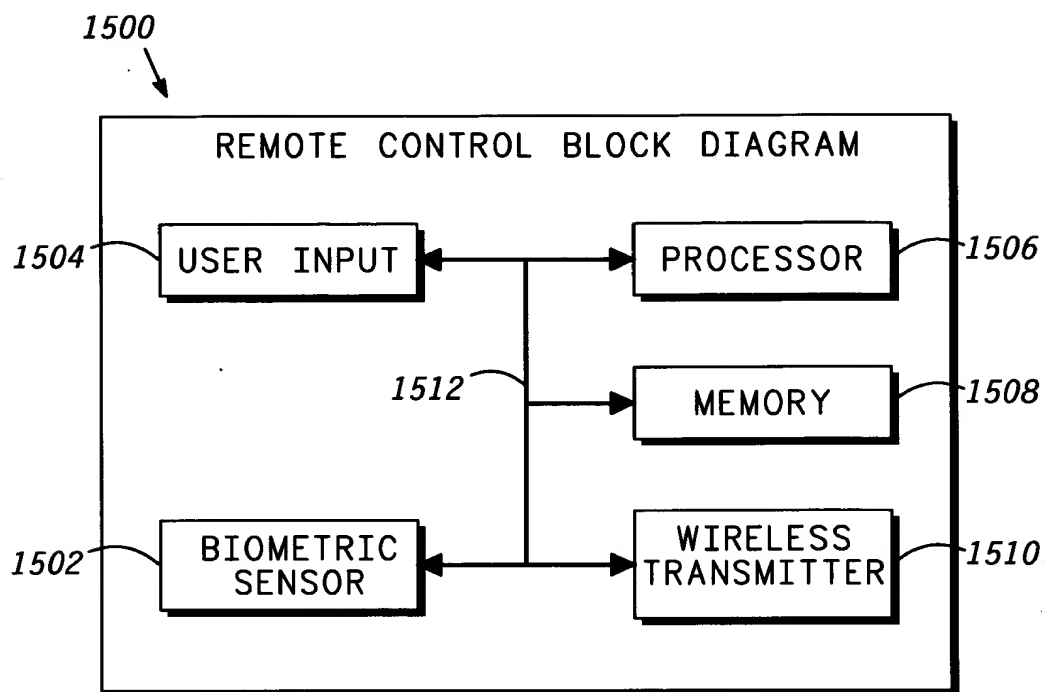 1500
REMOTE CONTROL BLOCK DIAGRAM
1504
USER INPUT
PROCESSOR
1506
1512
MEMORY
1508
1502
BIOMETRIC
SENSOR
WIRELESS
TRANSMITTER
1510